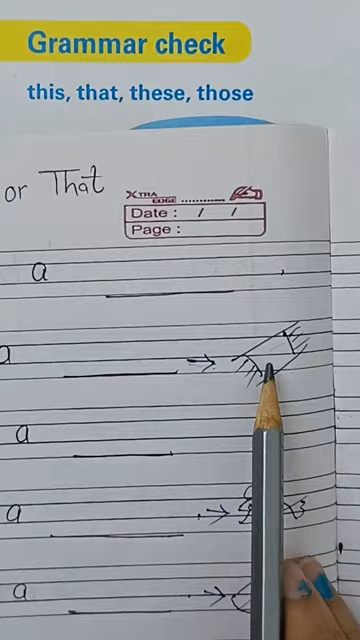 Grammar check
this, that, these, those
or That
XTRA EDGE
Date : / /
Page :
a
a
a
a
a